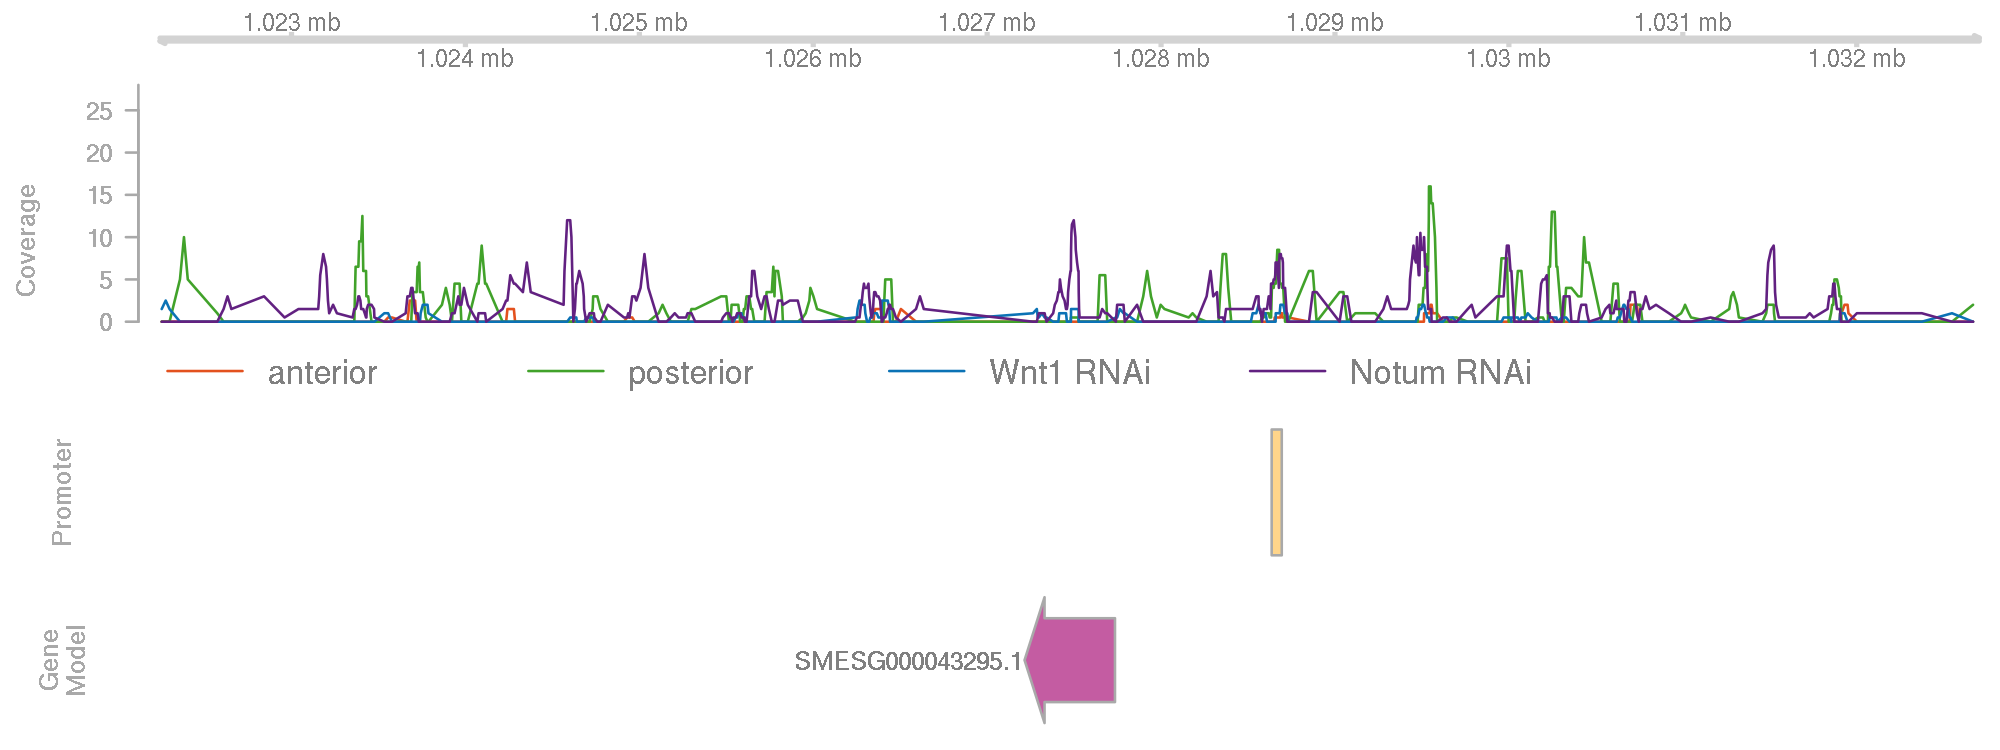 1.023 mb 1.025 mb 1.027 mb 1.029 mb 1.031 mb
1.024 mb 1.026 mb 1.028 mb 1.03 mb 1.032 mb
25
20
15
10
5
0
Coverage
anterior posterior Wnt1 RNAi Notum RNAi
Promoter
Gene
Model
SMESG000043295.1